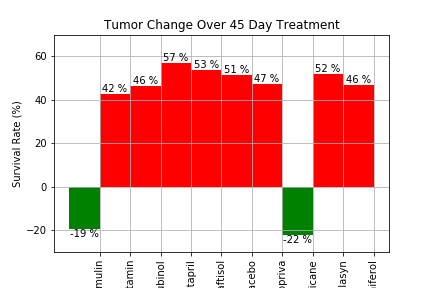 Tumor Change Over 45 Day Treatment
Survival Rate (%)
60
40
20
0
−20
-19 %
42 %
46 %
57 %
53 %
51 %
47 %
-22 %
52 %
46 %
mulin
tamin
ubinol
tapril
aftisol
acebo
opriva
icane
lasyn
iferol